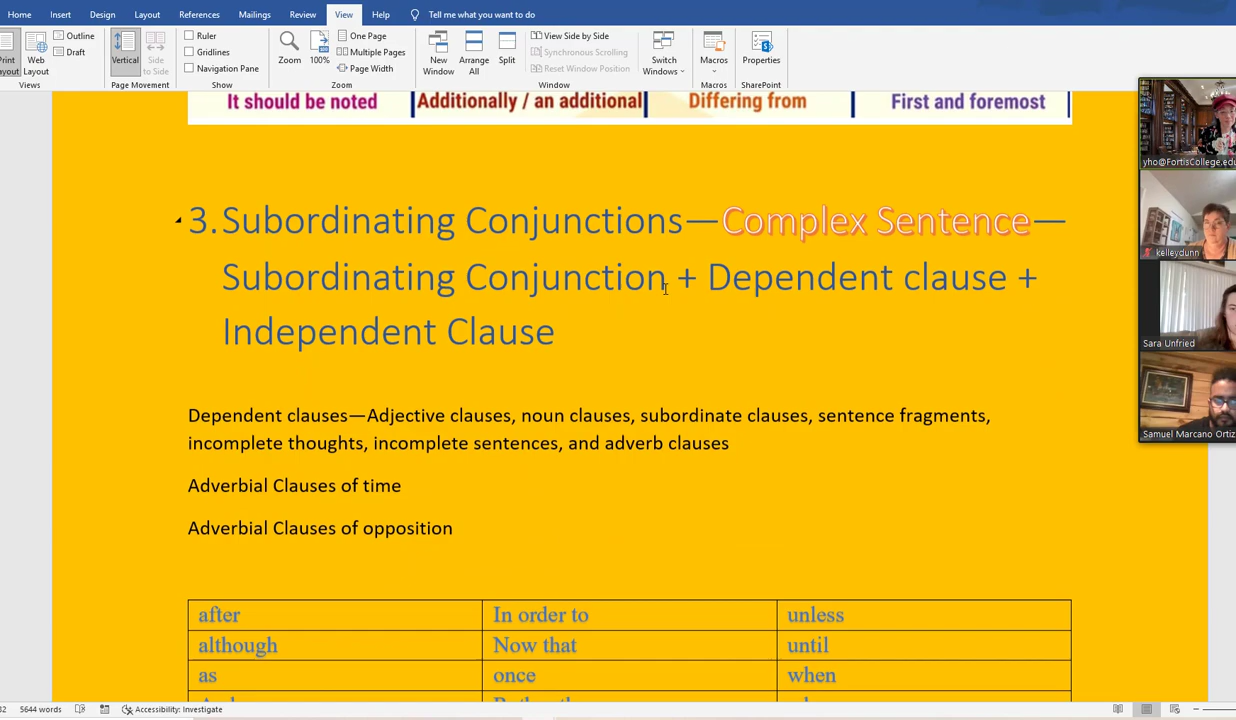 Home Insert Design Layout References Mailings Review View Help Tell me what you want to do
Outline
Draft
Web Layout
Views
Vertical
Side to Side
Page Movement
Ruler
Gridlines
Navigation Pane
Show
Zoom
100%
One Page
Multiple Pages
Page Width
Zoom
New Window
Arrange All
Split
View Side by Side
Synchronous Scrolling
Reset Window Position
Window
Switch Windows
Macros
Macros
Properties
SharePoint
It should be noted Additionally / an additional Differing from First and foremost
3. Subordinating Conjunctions—Complex Sentence—
Subordinating Conjunction + Dependent clause +
Independent Clause
Dependent clauses—Adjective clauses, noun clauses, subordinate clauses, sentence fragments,
incomplete thoughts, incomplete sentences, and adverb clauses
Adverbial Clauses of time
Adverbial Clauses of opposition
after In order to unless
although Now that until
as once when
yho@FortisCollege.edu
kelleydunn
Sara Unfried
Samuel Marcano Ortiz
5644 words
Accessibility: Investigate